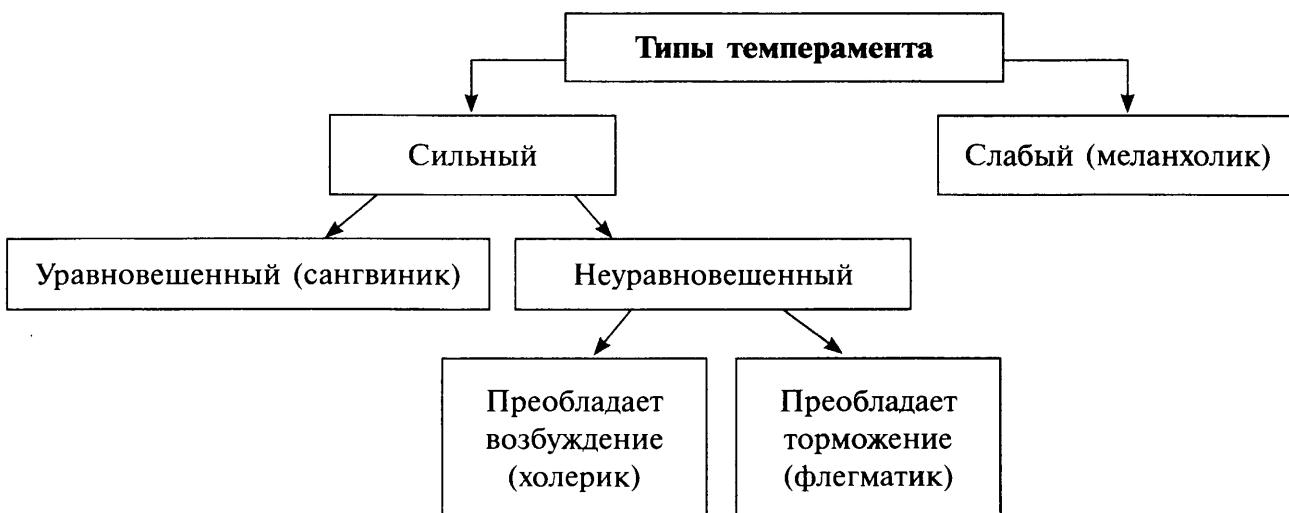 Типы темперамента
Сильный
Слабый (меланхолик)
Уравновешенный (сангвиник)
Неуравновешенный
Преобладает
возбуждение
(холерик)
Преобладает
торможение
(флегматик)